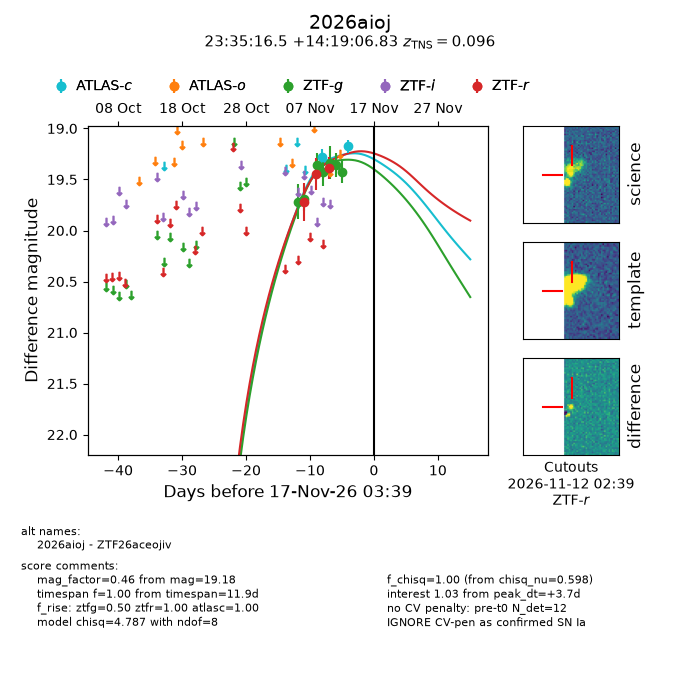 2026aioj
23:35:16.5 +14:19:06.83 zTNS = 0.096
ATLAS-c
ATLAS-o
ZTF-g
ZTF-i
ZTF-r
08 Oct
18 Oct
28 Oct
07 Nov
17 Nov
27 Nov
19.0
19.5
20.0
20.5
21.0
21.5
22.0
Difference magnitude
−40
−30
−20
−10
0
10
Days before 17-Nov-26 03:39
science
template
difference
Cutouts
2026-11-12 02:39
ZTF-r
alt names:
2026aioj - ZTF26aceojiv
score comments:
mag_factor=0.46 from mag=19.18
timespan f=1.00 from timespan=11.9d
f_rise: ztfg=0.50 ztfr=1.00 atlasc=1.00
model chisq=4.787 with ndof=8
f_chisq=1.00 (from chisq_nu=0.598)
interest 1.03 from peak_dt=+3.7d
no CV penalty: pre-t0 N_det=12
IGNORE CV-pen as confirmed SN Ia